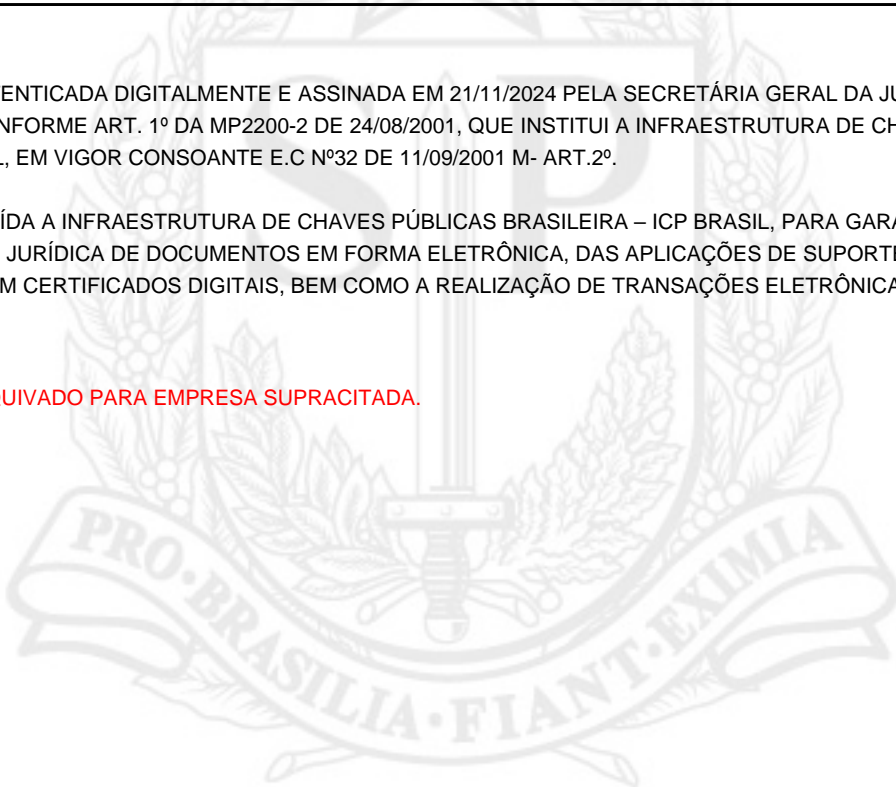 SP
ENTICADA DIGITALMENTE E ASSINADA EM 21/11/2024 PELA SECRETÁRIA GERAL DA JU
NFORME ART. 1º DA MP2200-2 DE 24/08/2001, QUE INSTITUI A INFRAESTRUTURA DE CH
L, EM VIGOR CONSOANTE E.C Nº32 DE 11/09/2001 M- ART.2º.
ÍDA A INFRAESTRUTURA DE CHAVES PÚBLICAS BRASILEIRA – ICP BRASIL, PARA GARA
JURÍDICA DE DOCUMENTOS EM FORMA ELETRÔNICA, DAS APLICAÇÕES DE SUPORTE
M CERTIFICADOS DIGITAIS, BEM COMO A REALIZAÇÃO DE TRANSAÇÕES ELETRÔNICA
UIVADO PARA EMPRESA SUPRACITADA.
PRO·BRASILIA·FIANT·EXIMIA